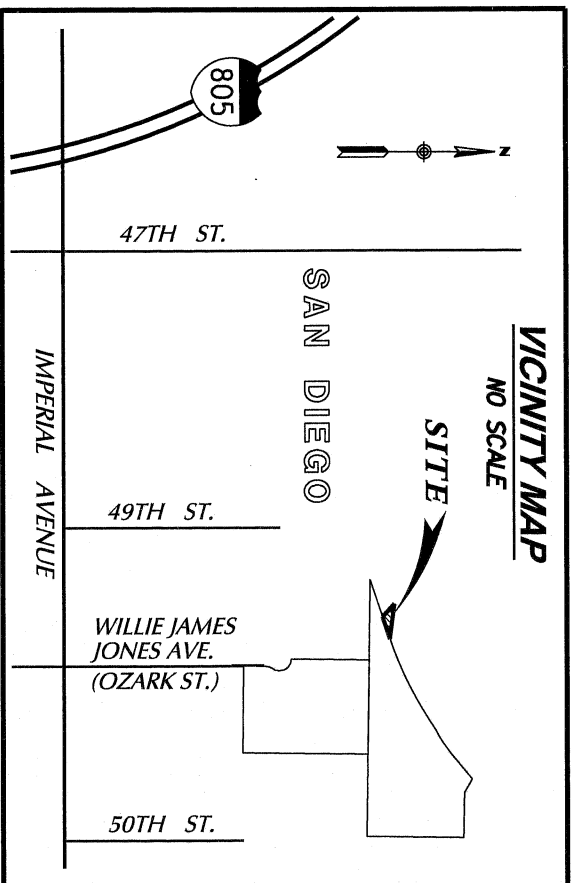 VICINITY MAP
NO SCALE
N
805
SITE
SAN DIEGO
47TH ST.
49TH ST.
WILLIE JAMES
JONES AVE.
(OZARK ST.)
50TH ST.
IMPERIAL AVENUE